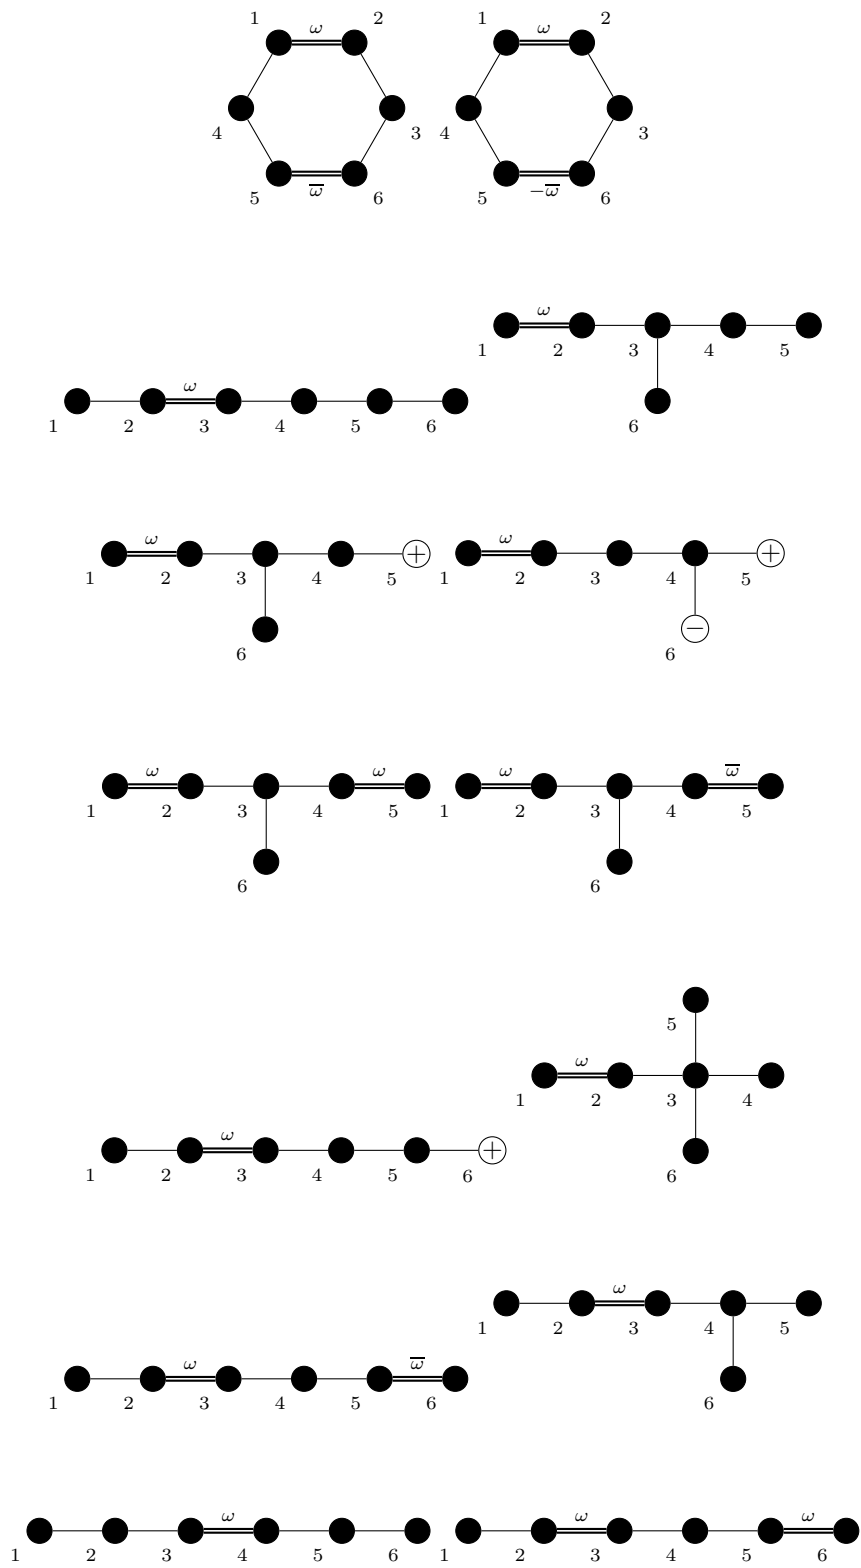 1 ω 2 1 ω 2
4 3 4 3
5 ω̅ 6 5 −ω̅ 6
ω
1 2 3 4 5
6
ω
1 2 3 4 5 6
ω ω
1 2 3 4 5 + 1 2 3 4 5 +
6 6 −
ω ω ω ω̅
1 2 3 4 5 1 2 3 4 5
6 6
5
ω
1 2 3 4
6
ω
1 2 3 4 5 6 +
ω
1 2 3 4 5
6
ω ω̅
1 2 3 4 5 6
ω ω ω
1 2 3 4 5 6 1 2 3 4 5 6